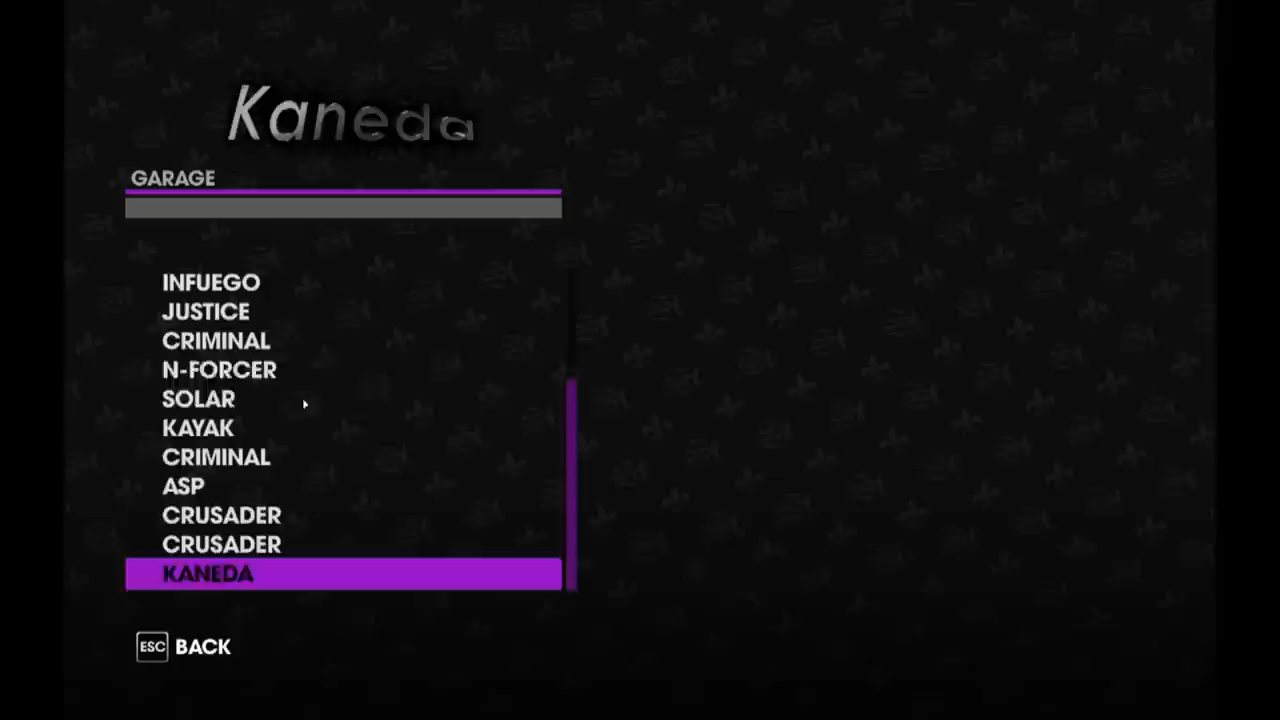 Kaneda
GARAGE
INFUEGO
JUSTICE
CRIMINAL
N-FORCER
SOLAR
KAYAK
CRIMINAL
ASP
CRUSADER
CRUSADER
KANEDA
ESC BACK